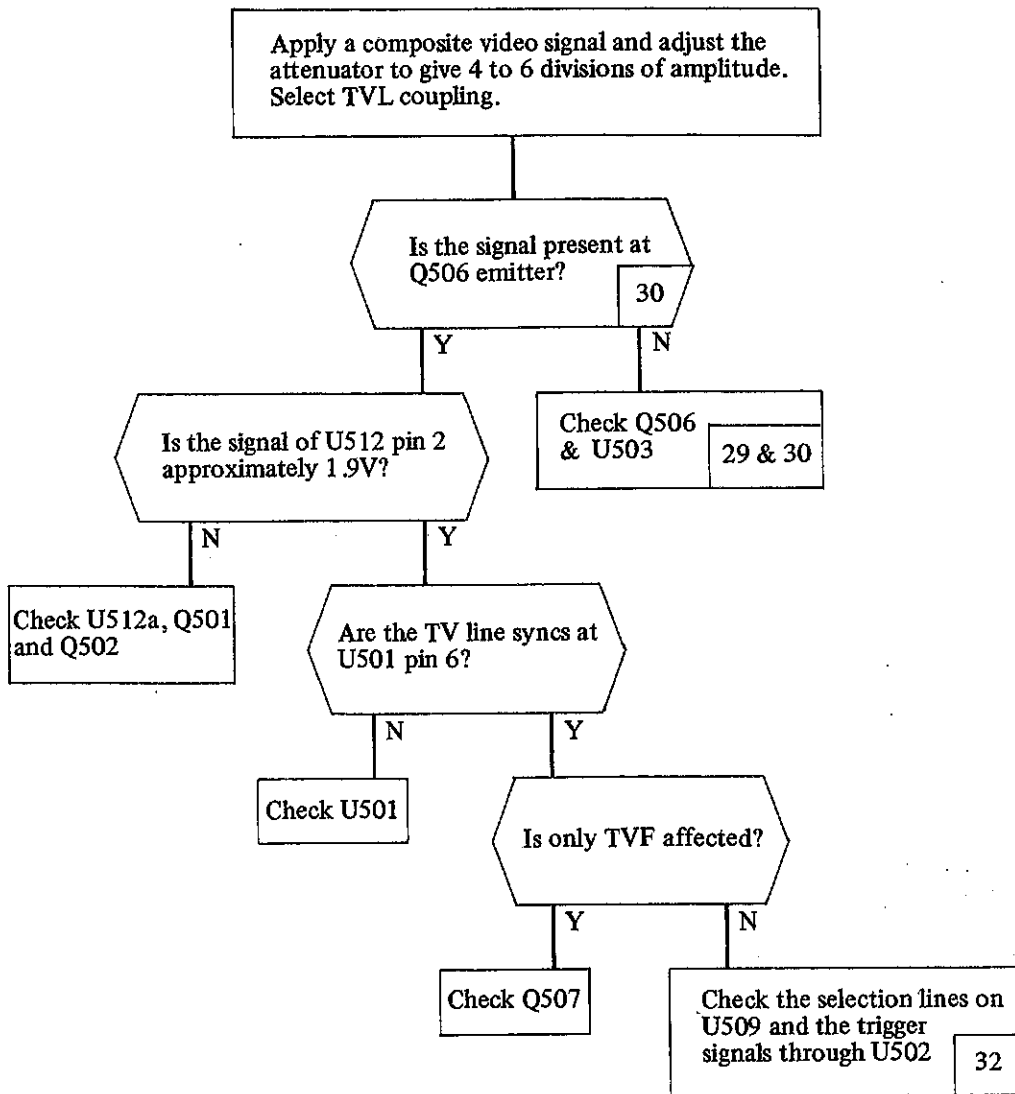 Apply a composite video signal and adjust the
attenuator to give 4 to 6 divisions of amplitude.
Select TVL coupling.
Is the signal present at
Q506 emitter?
30
Y
N
Is the signal of U512 pin 2
approximately 1.9V?
Check Q506
& U503
29 & 30
N
Y
Check U512a, Q501
and Q502
Are the TV line syncs at
U501 pin 6?
N
Y
Check U501
Is only TVF affected?
Y
N
Check Q507
Check the selection lines on
U509 and the trigger
signals through U502
32